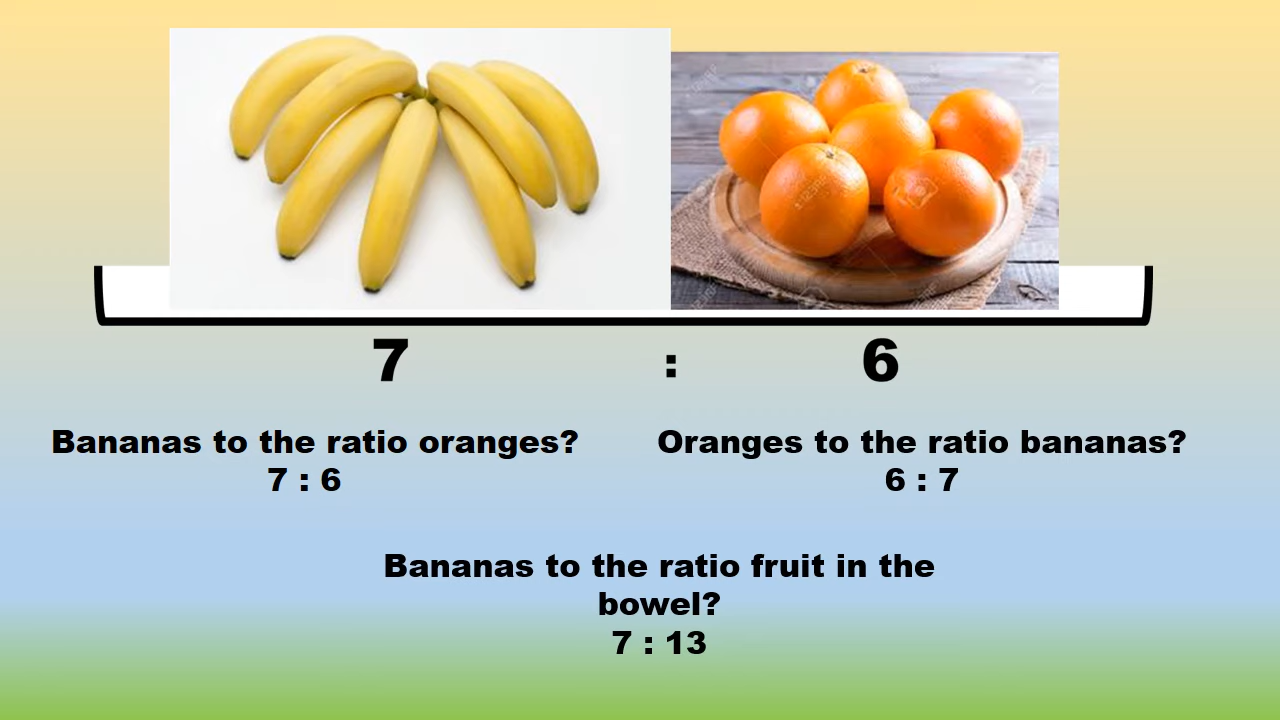 7 : 6
Bananas to the ratio oranges?
7 : 6
Oranges to the ratio bananas?
6 : 7
Bananas to the ratio fruit in the
bowel?
7 : 13